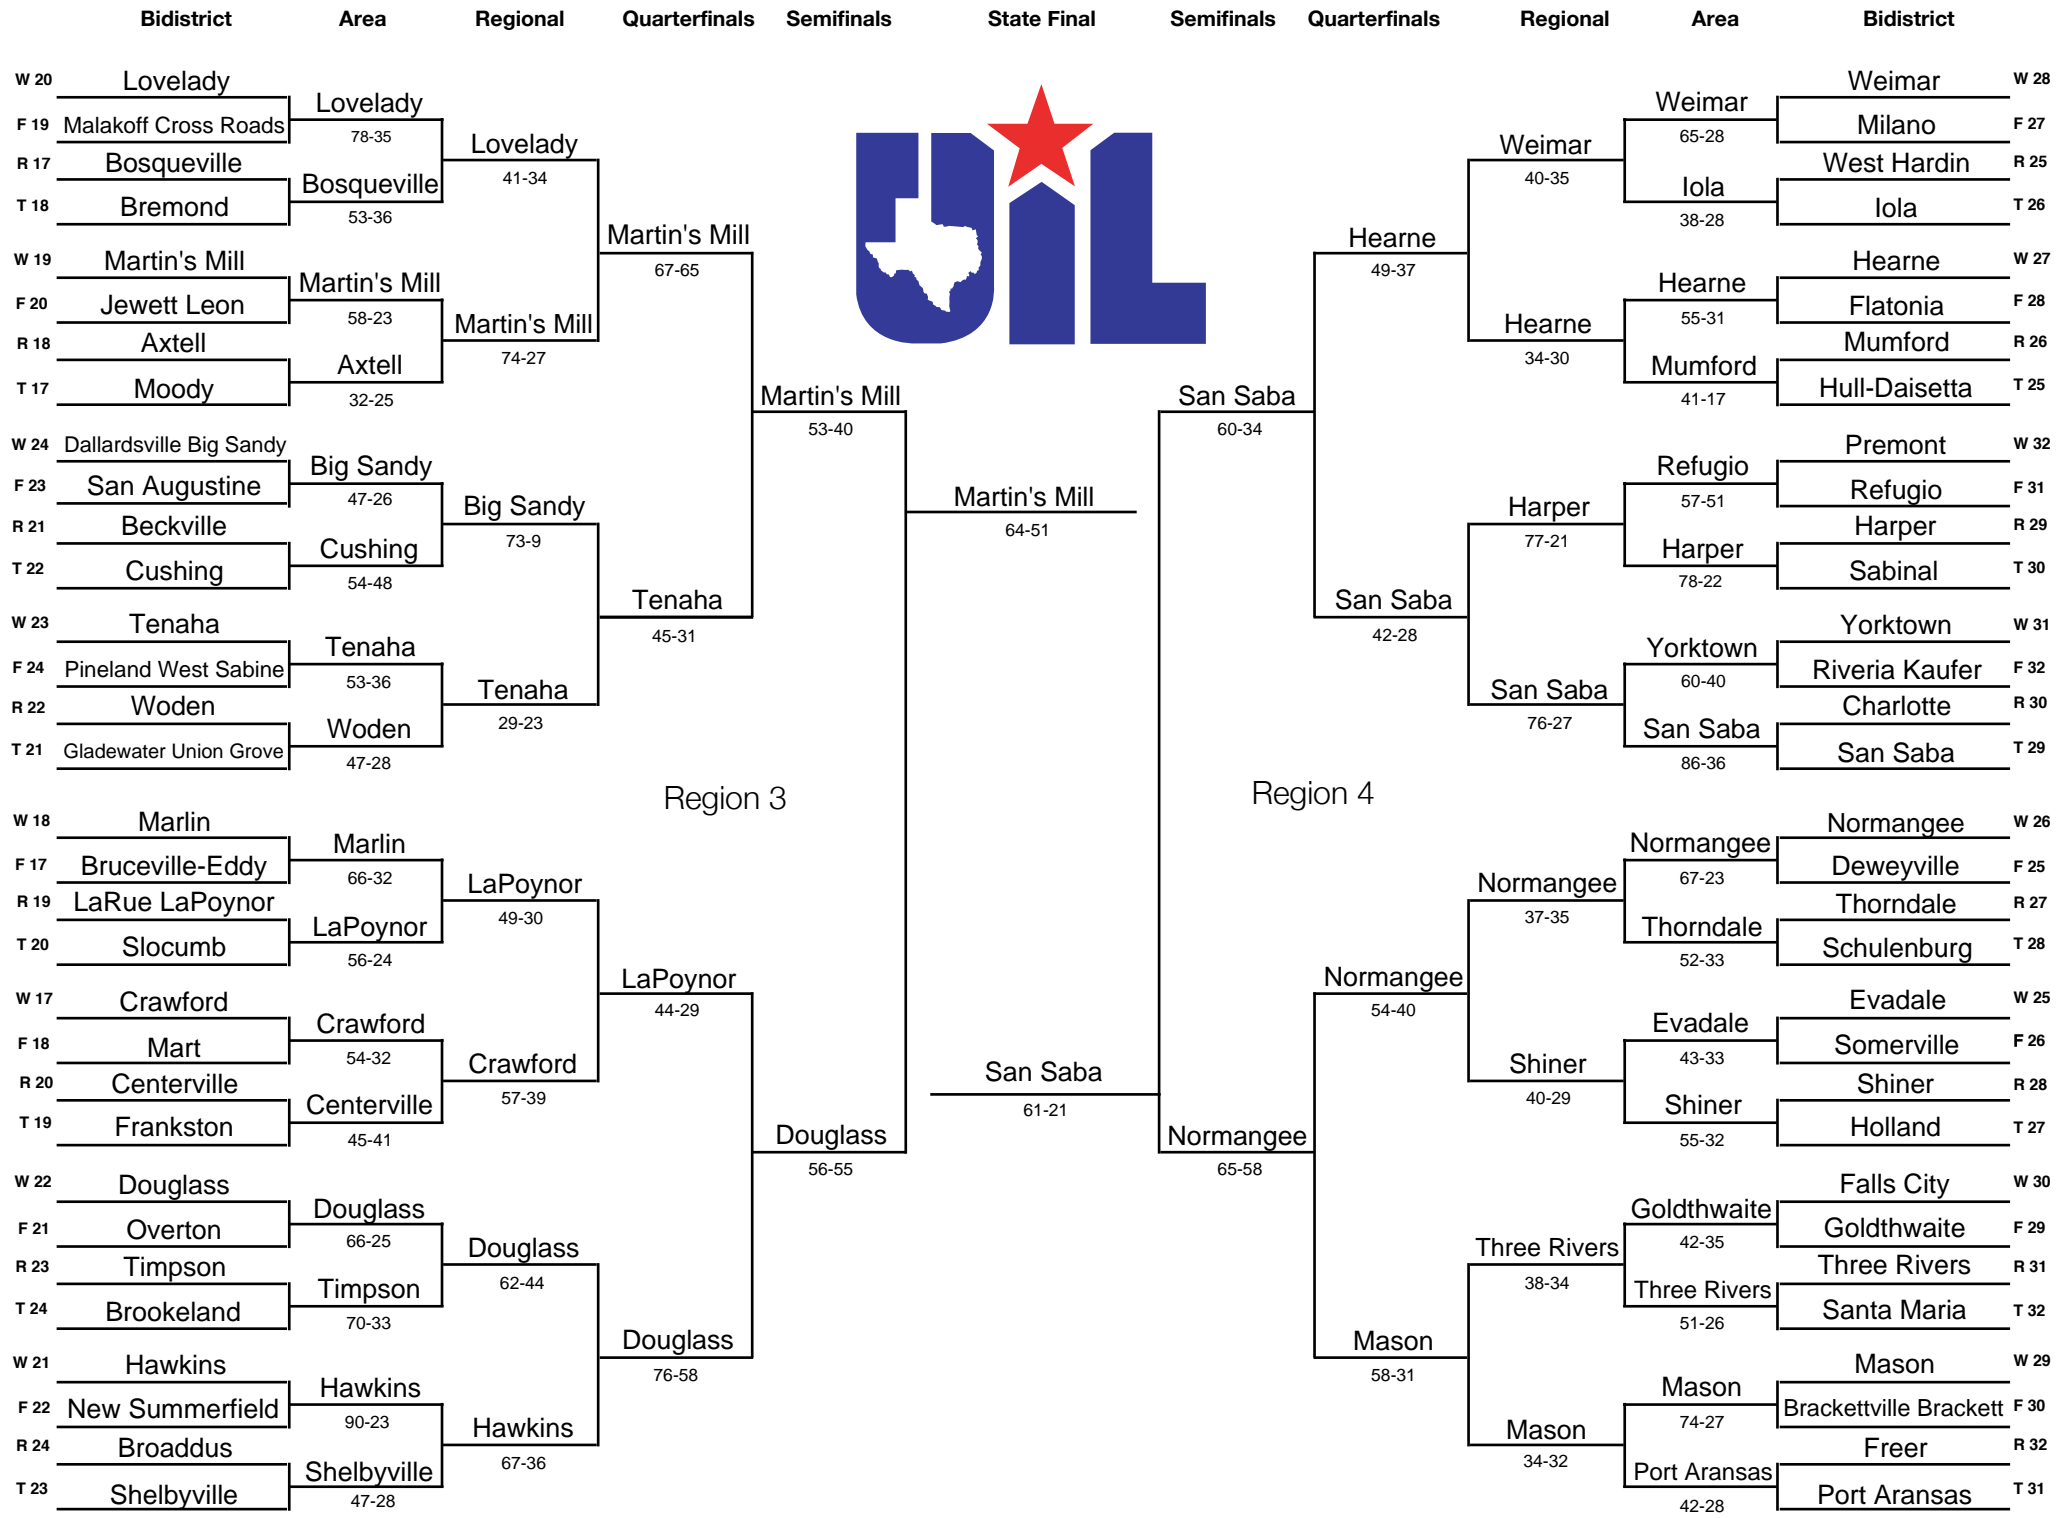 Bidistrict Area Regional Quarterfinals Semifinals State Final Semifinals Quarterfinals Regional Area Bidistrict
W 20 Lovelady
F 19 Malakoff Cross Roads
R 17 Bosqueville
T 18 Bremond
W 19 Martin's Mill
F 20 Jewett Leon
R 18 Axtell
T 17 Moody
W 24 Dallardsville Big Sandy
F 23 San Augustine
R 21 Beckville
T 22 Cushing
W 23 Tenaha
F 24 Pineland West Sabine
R 22 Woden
T 21 Gladewater Union Grove
W 18 Marlin
F 17 Bruceville-Eddy
R 19 LaRue LaPoynor
T 20 Slocumb
W 17 Crawford
F 18 Mart
R 20 Centerville
T 19 Frankston
W 22 Douglass
F 21 Overton
R 23 Timpson
T 24 Brookeland
W 21 Hawkins
F 22 New Summerfield
R 24 Broaddus
T 23 Shelbyville
Lovelady
78-35
Bosqueville
53-36
Martin's Mill
58-23
Axtell
32-25
Big Sandy
47-26
Cushing
54-48
Tenaha
53-36
Woden
47-28
Marlin
66-32
LaPoynor
56-24
Crawford
54-32
Centerville
45-41
Douglass
66-25
Timpson
70-33
Hawkins
90-23
Shelbyville
47-28
Lovelady
41-34
Martin's Mill
74-27
Big Sandy
73-9
Tenaha
29-23
LaPoynor
49-30
Crawford
57-39
Douglass
62-44
Hawkins
67-36
Martin's Mill
67-65
Tenaha
45-31
Region 3
LaPoynor
44-29
Douglass
76-58
Martin's Mill
53-40
Douglass
56-55
UIL
Martin's Mill
64-51
San Saba
61-21
San Saba
60-34
Normangee
65-58
Hearne
49-37
San Saba
42-28
Region 4
Normangee
54-40
Mason
58-31
Weimar
40-35
Hearne
34-30
Harper
77-21
San Saba
76-27
Normangee
37-35
Shiner
40-29
Three Rivers
38-34
Mason
34-32
Weimar
65-28
Iola
38-28
Hearne
55-31
Mumford
41-17
Refugio
57-51
Harper
78-22
Yorktown
60-40
San Saba
86-36
Normangee
67-23
Thorndale
52-33
Evadale
43-33
Shiner
55-32
Goldthwaite
42-35
Three Rivers
51-26
Mason
74-27
Port Aransas
42-28
Weimar W 28
Milano F 27
West Hardin R 25
Iola T 26
Hearne W 27
Flatonia F 28
Mumford R 26
Hull-Daisetta T 25
Premont W 32
Refugio F 31
Harper R 29
Sabinal T 30
Yorktown W 31
Riveria Kaufer F 32
Charlotte R 30
San Saba T 29
Normangee W 26
Deweyville F 25
Thorndale R 27
Schulenburg T 28
Evadale W 25
Somerville F 26
Shiner R 28
Holland T 27
Falls City W 30
Goldthwaite F 29
Three Rivers R 31
Santa Maria T 32
Mason W 29
Brackettville Brackett F 30
Freer R 32
Port Aransas T 31